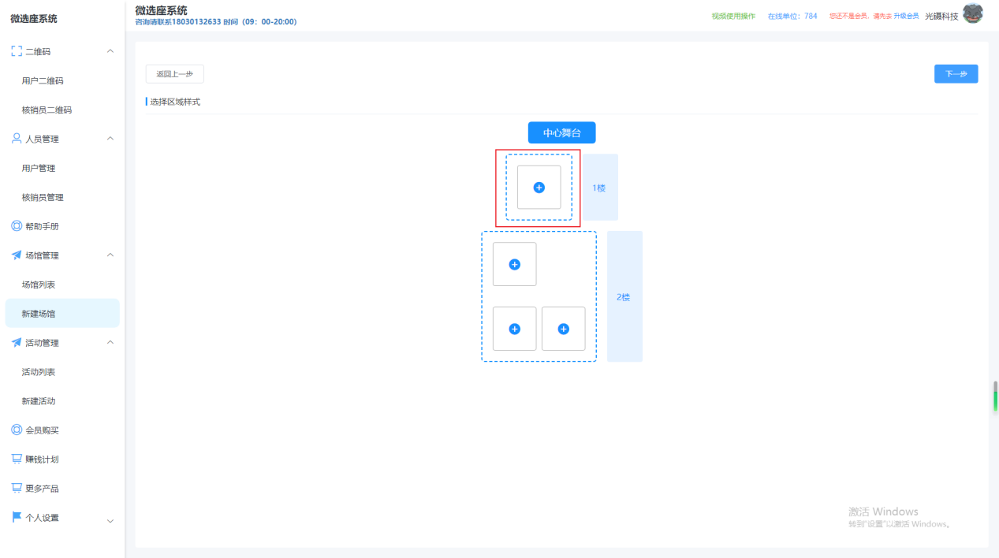 微选座系统
二维码
用户二维码
核销员二维码
人员管理
用户管理
核销员管理
帮助手册
场馆管理
场馆列表
新建场馆
活动管理
活动列表
新建活动
会员购买
赚钱计划
更多产品
个人设置
微选座系统
咨询请联系18030132633 时间（09：00-20:00）
视频使用操作 在线单位：784 您还不是会员，请先去 升级会员 光镊科技
返回上一步
下一步
选择区域样式
中心舞台
1楼
2楼
激活 Windows
转到"设置"以激活 Windows。